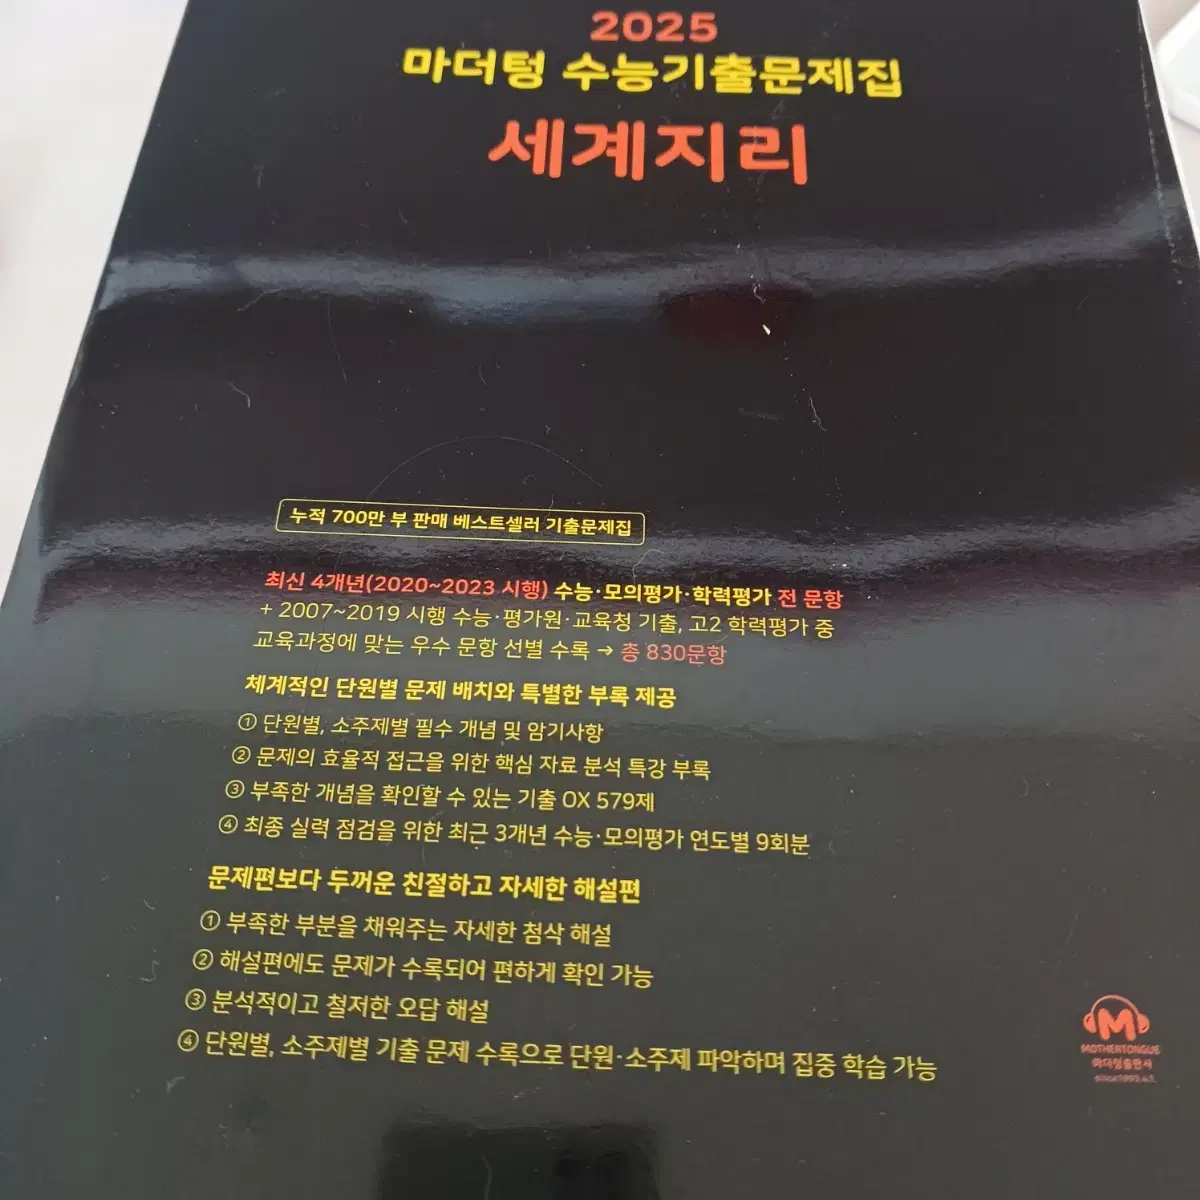 2025
마더텅 수능기출문제집
세계지리
누적 700만 부 판매 베스트셀러 기출문제집
최신 4개년(2020~2023 시행) 수능·모의평가·학력평가 전 문항
+ 2007~2019 시행 수능·평가원·교육청 기출, 고2 학력평가 중
교육과정에 맞는 우수 문항 선별 수록 → 총 830문항
체계적인 단원별 문제 배치와 특별한 부록 제공
① 단원별, 소주제별 필수 개념 및 암기사항
② 문제의 효율적 접근을 위한 핵심 자료 분석 특강 부록
③ 부족한 개념을 확인할 수 있는 기출 OX 579제
④ 최종 실력 점검을 위한 최근 3개년 수능·모의평가 연도별 9회분
문제편보다 두꺼운 친절하고 자세한 해설편
① 부족한 부분을 채워주는 자세한 첨삭 해설
② 해설편에도 문제가 수록되어 편하게 확인 가능
③ 분석적이고 철저한 오답 해설
④ 단원별, 소주제별 기출 문제 수록으로 단원·소주제 파악하며 집중 학습 가능
M
MOTHERTONGUE
마더텅출판사
since1999.4.1.